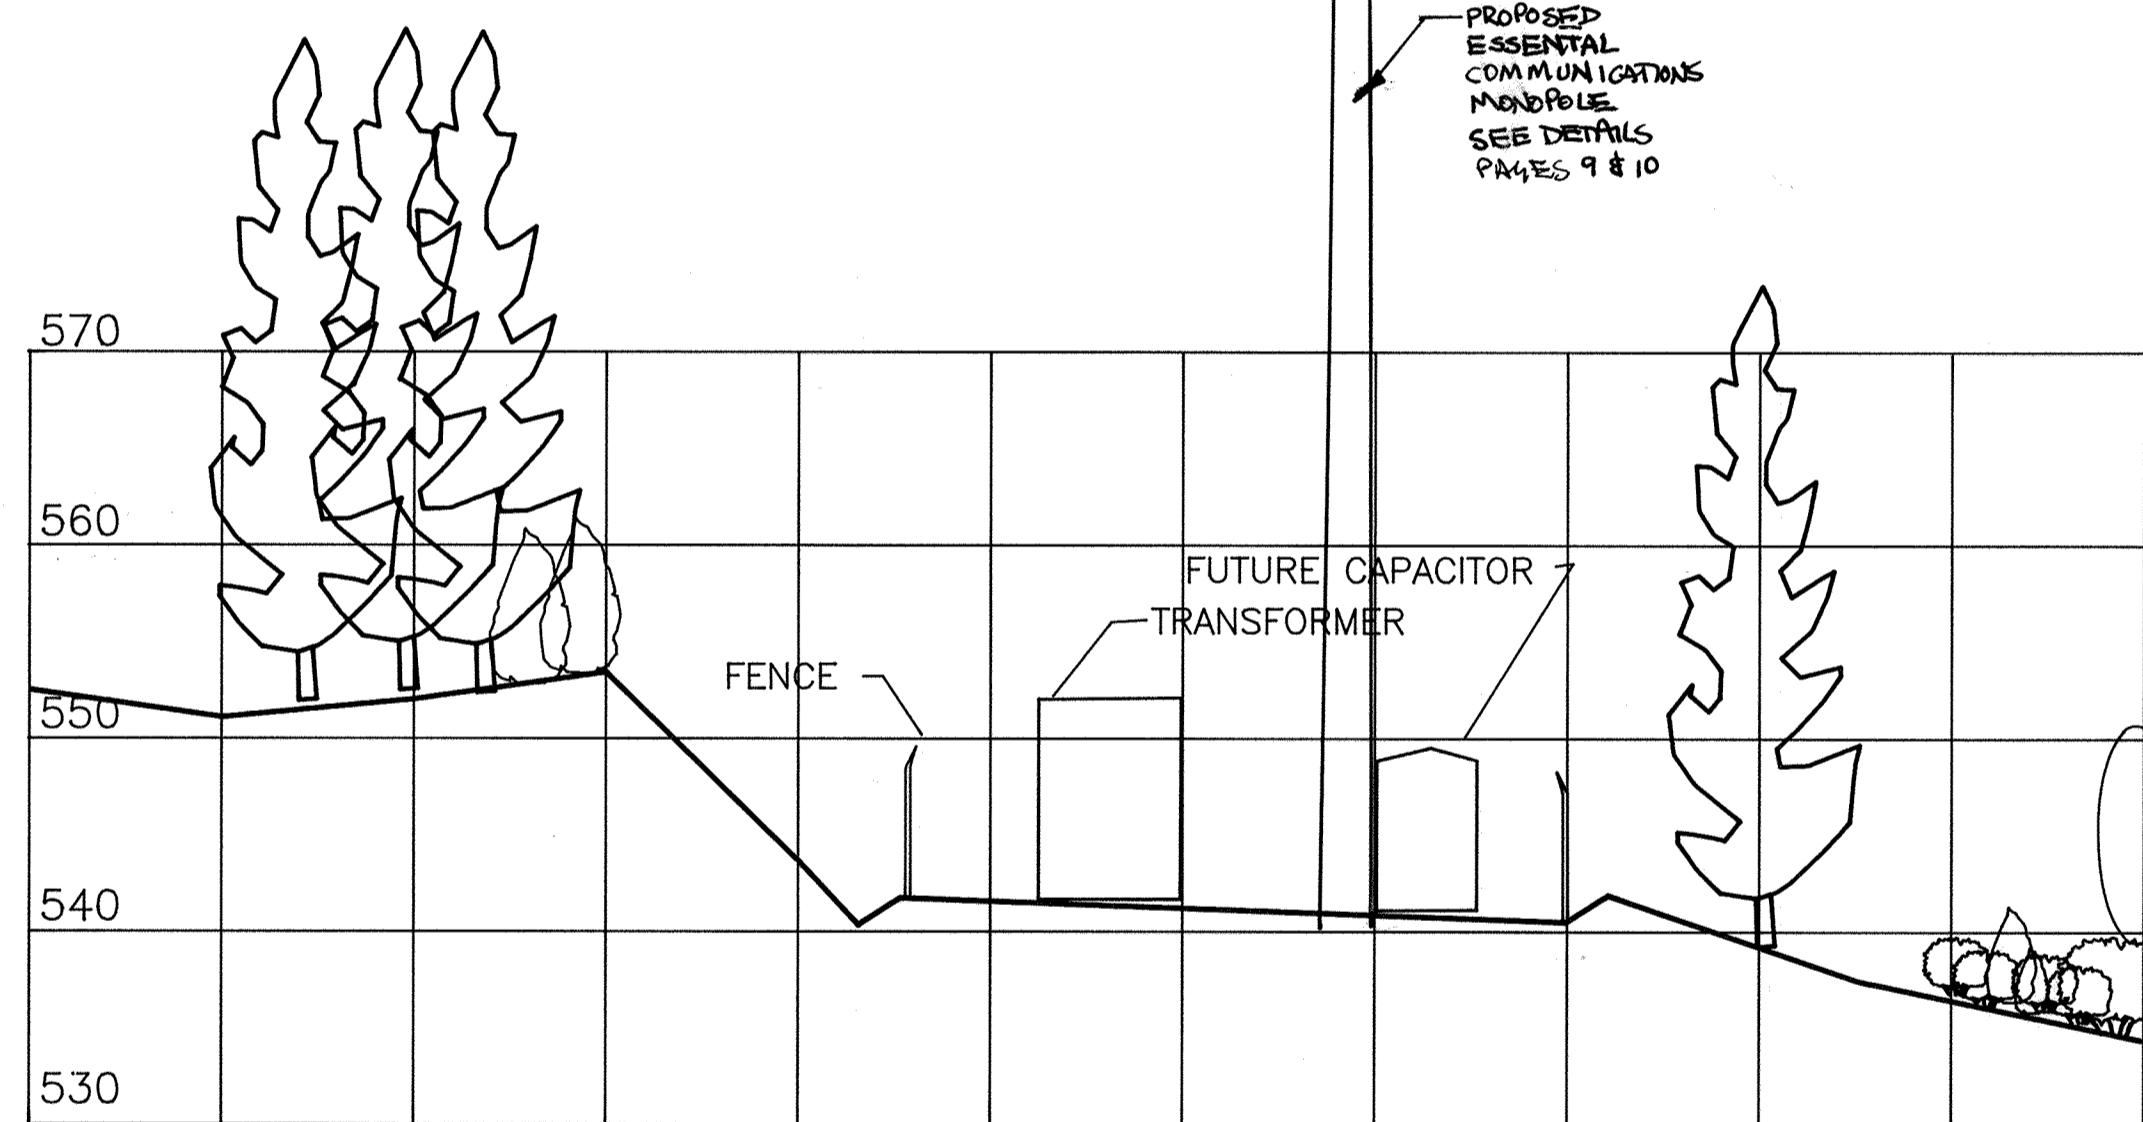 PROPOSED
ESSENTAL
COMMUNICATIONS
MONOPOLE
SEE DETAILS
PAGES 9 & 10
570
560
FUTURE CAPACITOR
TRANSFORMER
FENCE
550
540
530